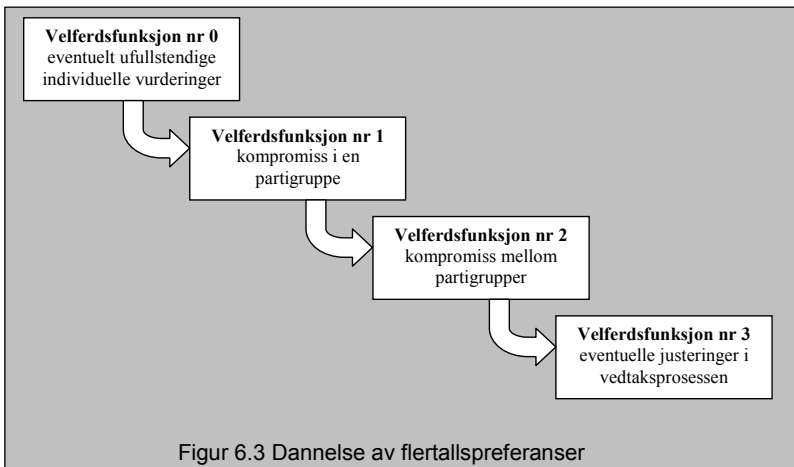 Velferdsfunksjon nr 0
eventuelt ufullstendige
individuelle vurderinger
Velferdsfunksjon nr 1
kompromiss i en
partigruppe
Velferdsfunksjon nr 2
kompromiss mellom
partigrupper
Velferdsfunksjon nr 3
eventuelle justeringer i
vedtaksprosessen
Figur 6.3 Dannelse av flertallspreferanser